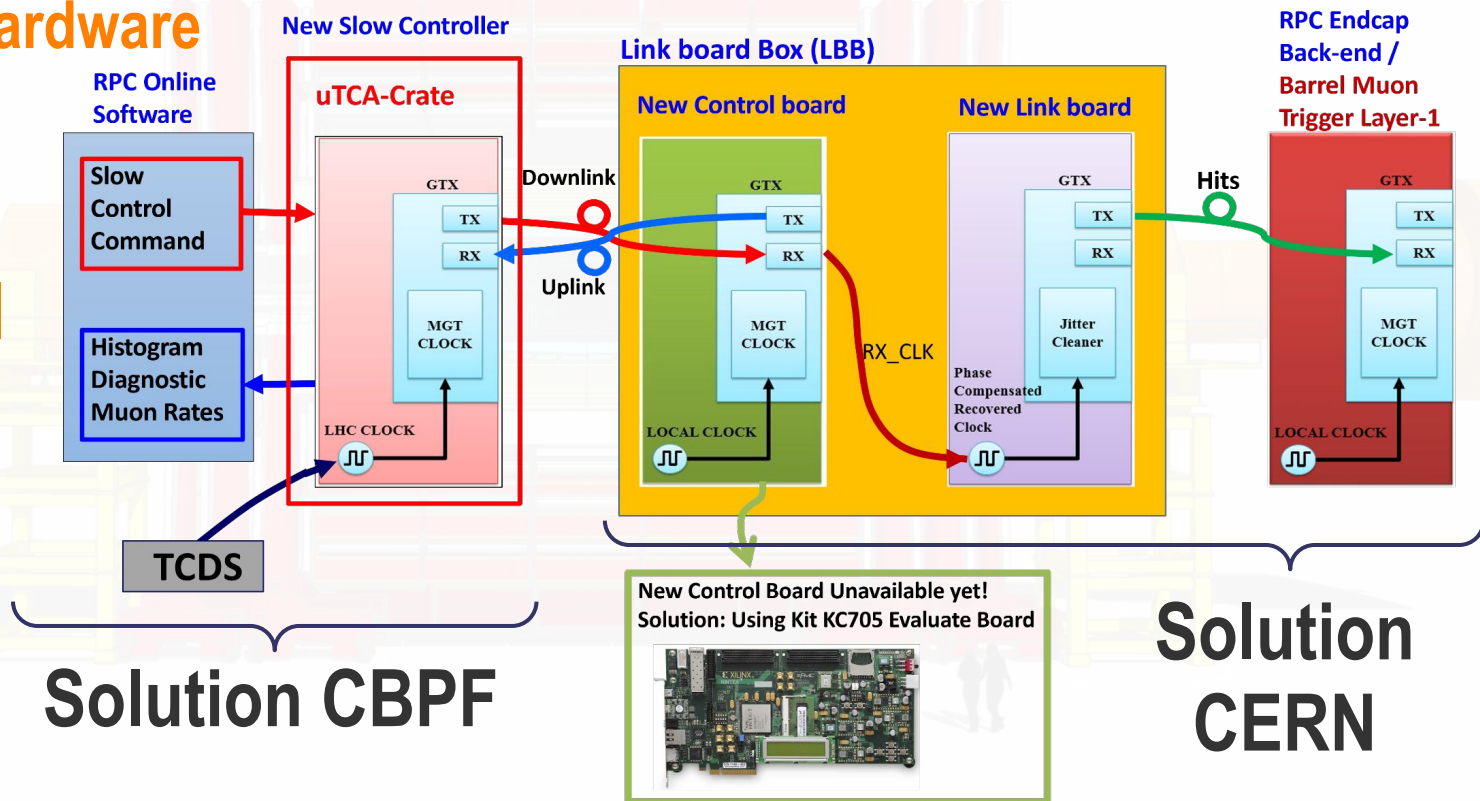 ardware
New Slow Controller
RPC Online
Software
Slow
Control
Command
Histogram
Diagnostic
Muon Rates
uTCA-Crate
GTX
TX
RX
MGT
CLOCK
LHC CLOCK
TCDS
Downlink
Uplink
Link board Box (LBB)
New Control board
GTX
TX
RX
MGT
CLOCK
LOCAL CLOCK
RX_CLK
New Link board
GTX
TX
RX
Jitter
Cleaner
Phase
Compensated
Recovered
Clock
Hits
RPC Endcap
Back-end /
Barrel Muon
Trigger Layer-1
GTX
TX
RX
MGT
CLOCK
LOCAL CLOCK
New Control Board Unavailable yet!
Solution: Using Kit KC705 Evaluate Board
XILINX
Solution CBPF
Solution
CERN